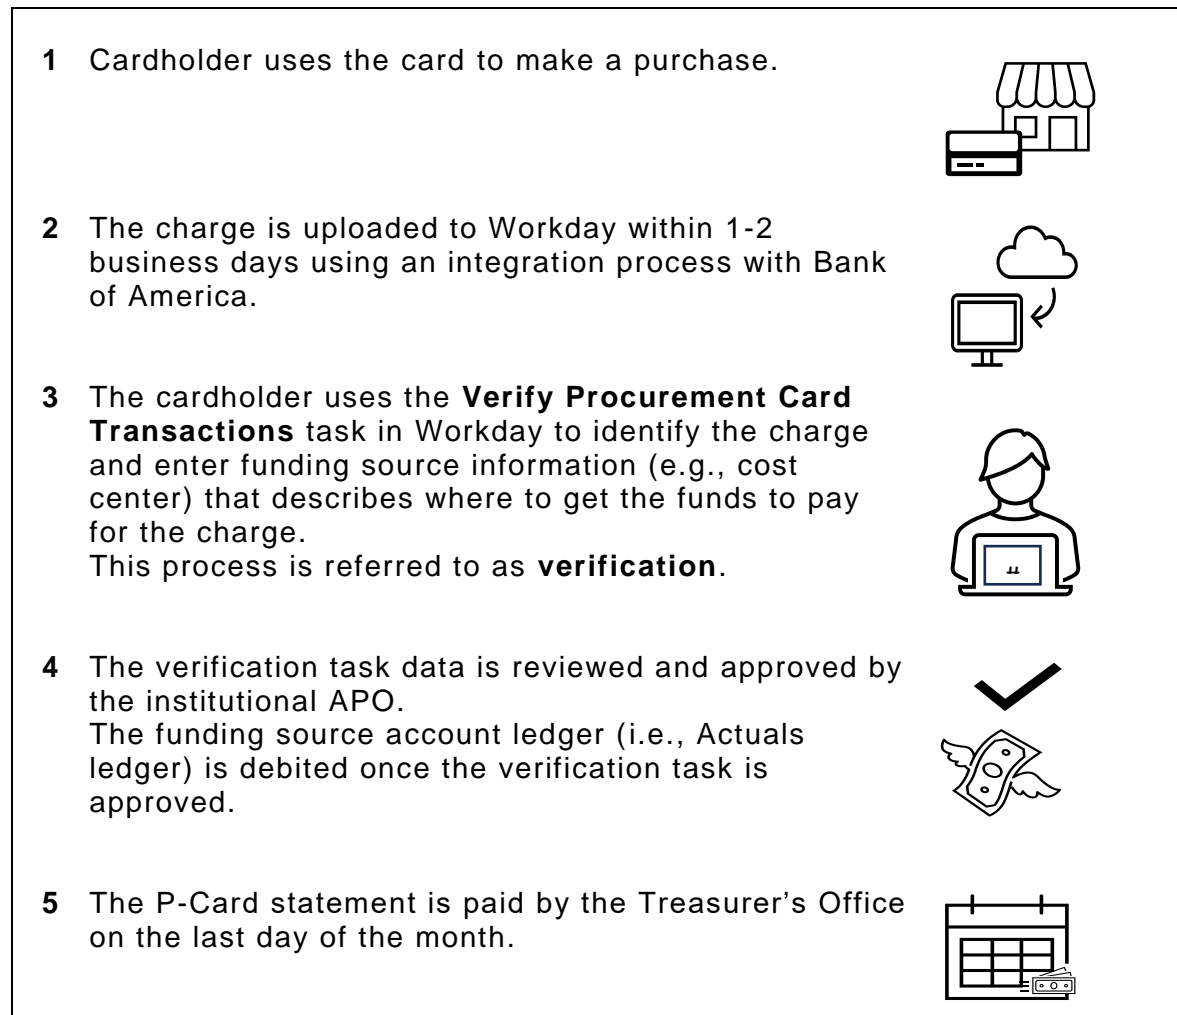 1 Cardholder uses the card to make a purchase.
2 The charge is uploaded to Workday within 1-2
business days using an integration process with Bank
of America.
3 The cardholder uses the Verify Procurement Card
Transactions task in Workday to identify the charge
and enter funding source information (e.g., cost
center) that describes where to get the funds to pay
for the charge.
This process is referred to as verification.
4 The verification task data is reviewed and approved by
the institutional APO.
The funding source account ledger (i.e., Actuals
ledger) is debited once the verification task is
approved.
5 The P-Card statement is paid by the Treasurer’s Office
on the last day of the month.